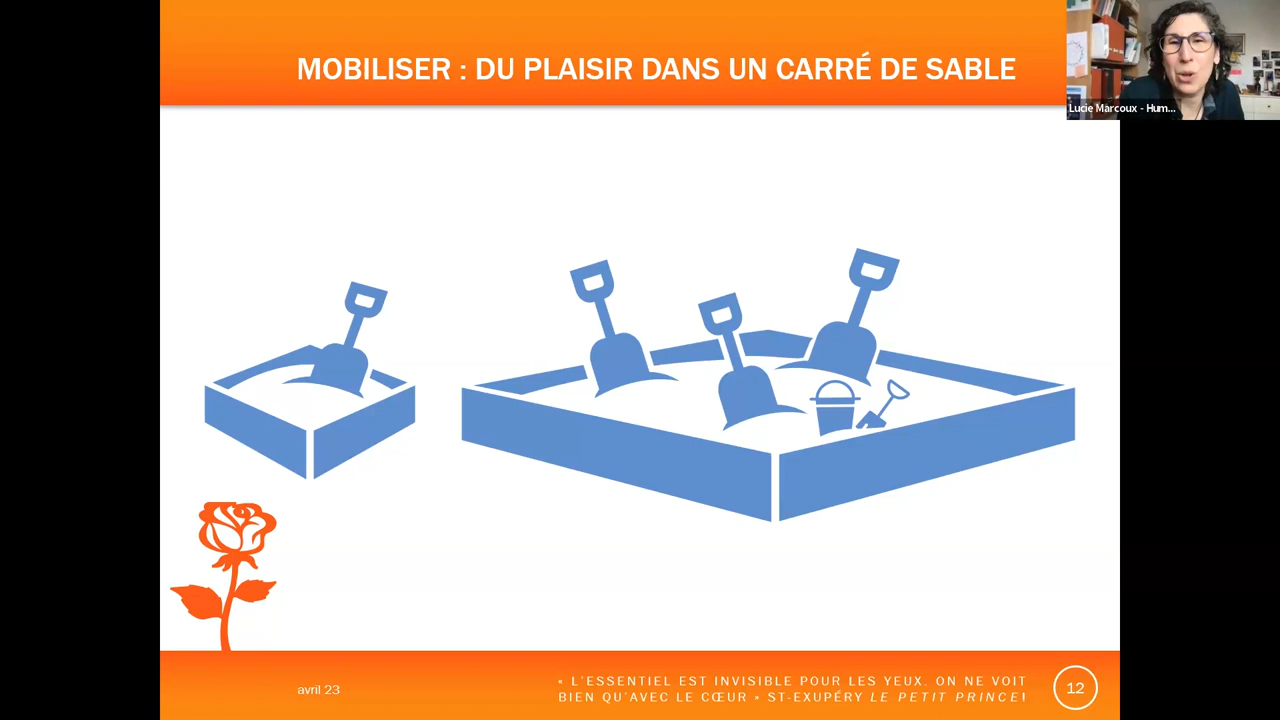 MOBILISER : DU PLAISIR DANS UN CARRÉ DE SABLE
Lucie Marcoux - Hum...
avril 23
« L'ESSENTIEL EST INVISIBLE POUR LES YEUX. ON NE VOIT
BIEN QU'AVEC LE CŒUR » ST-EXUPÉRY LE PETIT PRINCE!
12